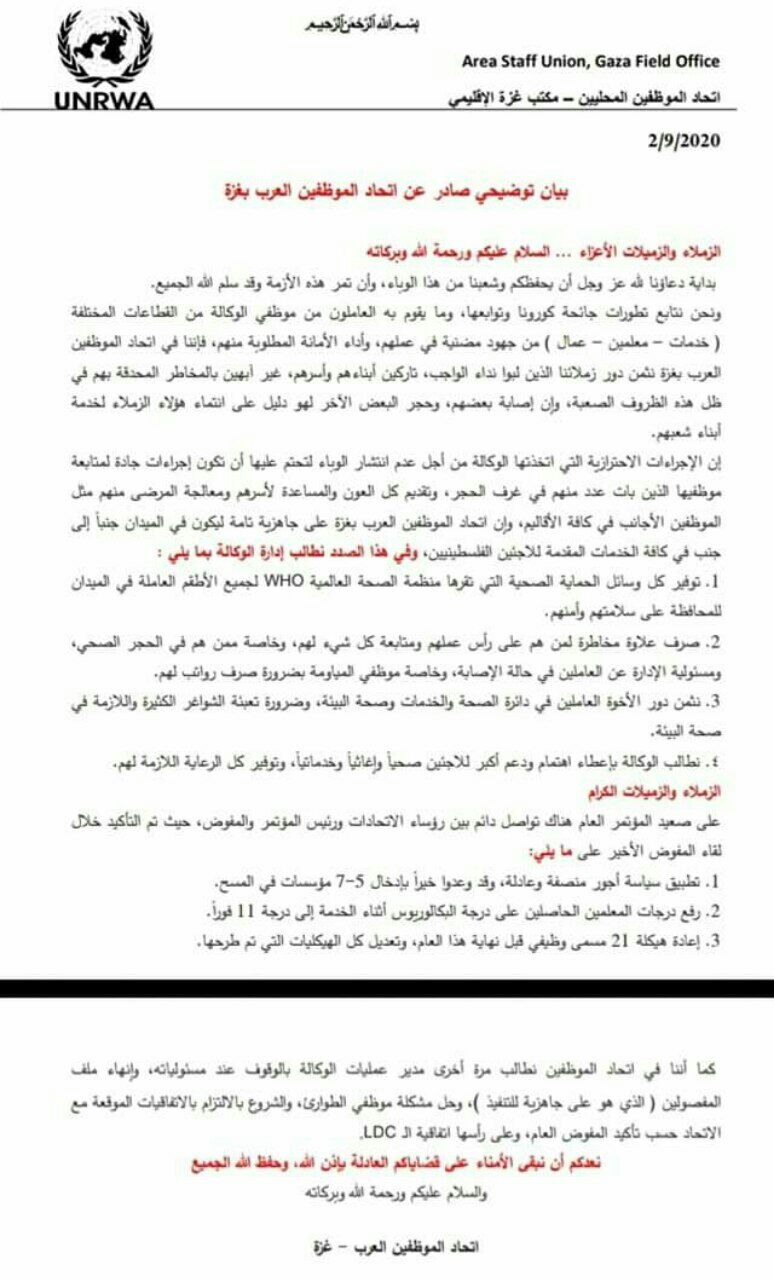 بسم الله الرحمن الرحيم
UNRWA
Area Staff Union, Gaza Field Office
اتحاد الموظفين المحليين – مكتب غزة الإقليمي
2/9/2020
بيان توضيحي صادر عن اتحاد الموظفين العرب بغزة
الزملاء والزميلات الأعزاء ... السلام عليكم ورحمة الله وبركاته
بداية دعاؤنا لله عز وجل أن يحفظكم وشعبنا من هذا الوباء، وأن تمر هذه الأزمة وقد سلم الله الجميع.
ونحن نتابع تطورات جائحة كورونا وتوابعها، وما يقوم به العاملون من موظفي الوكالة من القطاعات المختلفة
( خدمات – معلمين – عمال ) من جهود مضنية في عملهم، وأداء الأمانة المطلوبة منهم، فإننا في اتحاد الموظفين
العرب بغزة نثمن دور زملائنا الذين لبوا نداء الواجب، تاركين أبناءهم وأسرهم، غير آبهين بالمخاطر المحدقة بهم في
ظل هذه الظروف الصعبة، وإن إصابة بعضهم، وحجر البعض الآخر لهو دليل على انتماء هؤلاء الزملاء لخدمة
أبناء شعبهم.
إن الإجراءات الاحترازية التي اتخذتها الوكالة من أجل عدم انتشار الوباء لتحتم عليها أن تكون إجراءات جادة لمتابعة
موظفيها الذين بات عدد منهم في غرف الحجر، وتقديم كل العون والمساعدة لأسرهم ومعالجة المرضى منهم مثل
الموظفين الأجانب في كافة الأقاليم، وإن اتحاد الموظفين العرب بغزة على جاهزية تامة ليكون في الميدان جنباً إلى
جنب في كافة الخدمات المقدمة للاجئين الفلسطينيين، وفي هذا الصدد نطالب إدارة الوكالة بما يلي :
1. توفير كل وسائل الحماية الصحية التي تقرها منظمة الصحة العالمية WHO لجميع الأطقم العاملة في الميدان
للمحافظة على سلامتهم وأمنهم.
2. صرف علاوة مخاطرة لمن هم على رأس عملهم ومتابعة كل شيء لهم، وخاصة ممن هم في الحجر الصحي،
ومسئولية الإدارة عن العاملين في حالة الإصابة، وخاصة موظفي المياومة بضرورة صرف رواتب لهم.
3. نثمن دور الأخوة العاملين في دائرة الصحة والخدمات وصحة البيئة، وضرورة تعبئة الشواغر الكثيرة واللازمة في
صحة البيئة.
٤. نطالب الوكالة بإعطاء اهتمام ودعم أكبر للاجئين صحياً وإغاثياً وخدماتياً، وتوفير كل الرعاية اللازمة لهم.
الزملاء والزميلات الكرام
على صعيد المؤتمر العام هناك تواصل دائم بين رؤساء الاتحادات ورئيس المؤتمر والمفوض، حيث تم التأكيد خلال
لقاء المفوض الأخير على ما يلي:
1. تطبيق سياسة أجور منصفة وعادلة، وقد وعدوا خيراً بإدخال 5–7 مؤسسات في المسح.
2. رفع درجات المعلمين الحاصلين على درجة البكالوريوس أثناء الخدمة إلى درجة 11 فوراً.
3. إعادة هيكلة 21 مسمى وظيفي قبل نهاية هذا العام، وتعديل كل الهيكليات التي تم طرحها.
كما أننا في اتحاد الموظفين نطالب مرة أخرى مدير عمليات الوكالة بالوقوف عند مسئولياته، وإنهاء ملف
المفصولين ( الذي هو على جاهزية للتنفيذ )، وحل مشكلة موظفي الطوارئ، والشروع بالالتزام بالاتفاقيات الموقعة مع
الاتحاد حسب تأكيد المفوض العام، وعلى رأسها اتفاقية الـ LDC.
نعدكم أن نبقى الأمناء على قضاياكم العادلة بإذن الله، وحفظ الله الجميع
والسلام عليكم ورحمة الله وبركاته
اتحاد الموظفين العرب – غزة